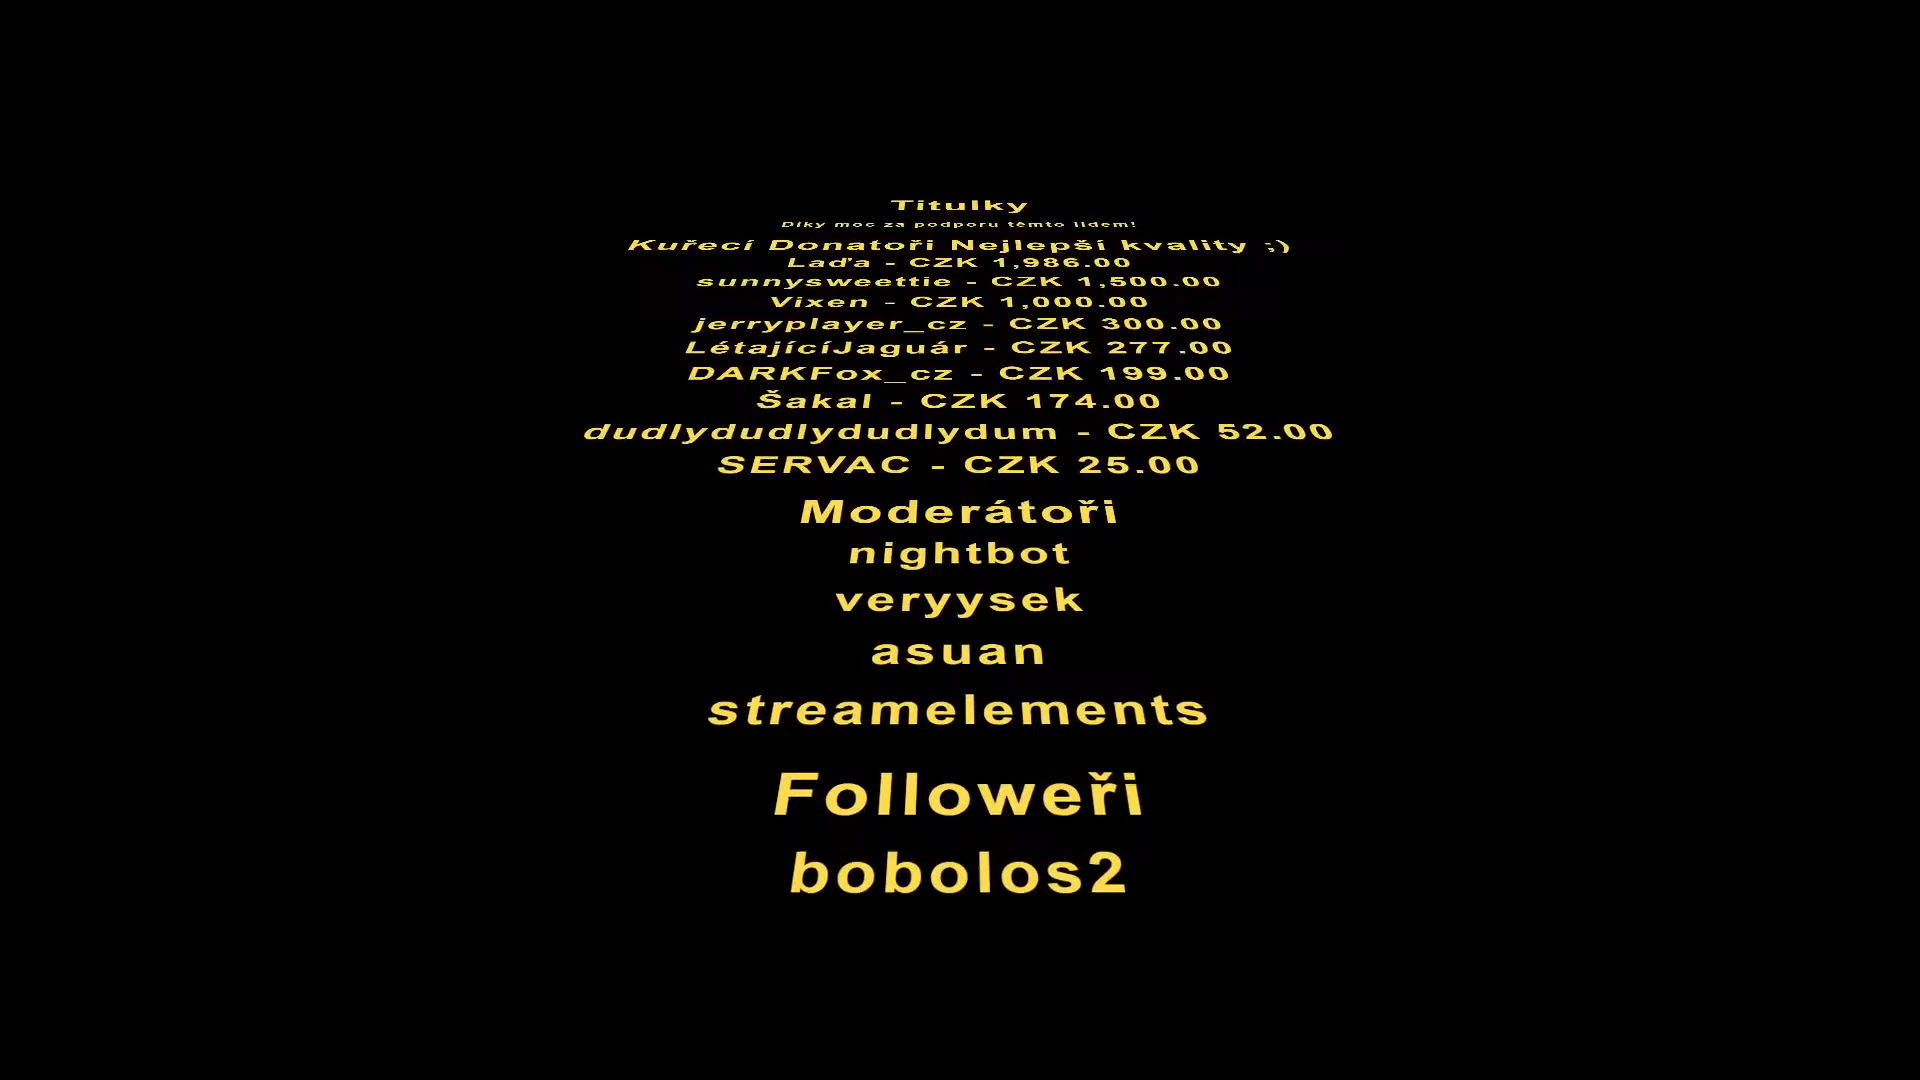 Titulky
Díky moc za podporu těmto lidem!
Kuřecí Donatoři Nejlepší kvality ;)
Laďa - CZK 1,986.00
sunnysweettie - CZK 1,500.00
Vixen - CZK 1,000.00
jerryplayer_cz - CZK 300.00
LétajícíJaguár - CZK 277.00
DARKFox_cz - CZK 199.00
Šakal - CZK 174.00
dudlydudlydudlydum - CZK 52.00
SERVAC - CZK 25.00
Moderátoři
nightbot
veryysek
asuan
streamelements
Followeři
bobolos2